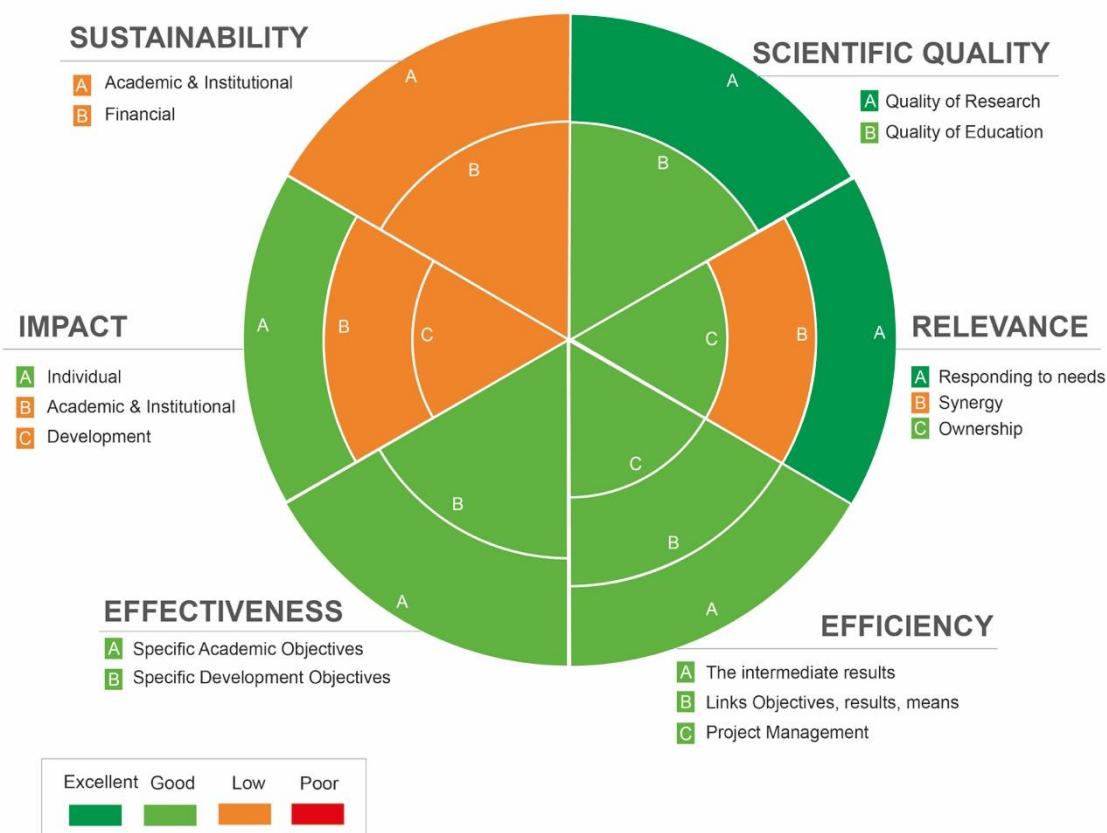 SUSTAINABILITY
A Academic & Institutional
B Financial
SCIENTIFIC QUALITY
A Quality of Research
B Quality of Education
IMPACT
A Individual
B Academic & Institutional
C Development
RELEVANCE
A Responding to needs
B Synergy
C Ownership
EFFECTIVENESS
A Specific Academic Objectives
B Specific Development Objectives
EFFICIENCY
A The intermediate results
B Links Objectives, results, means
C Project Management
A
B
A
B
A
B
C
C
B
A
C
B
A
B
A
Excellent Good Low Poor